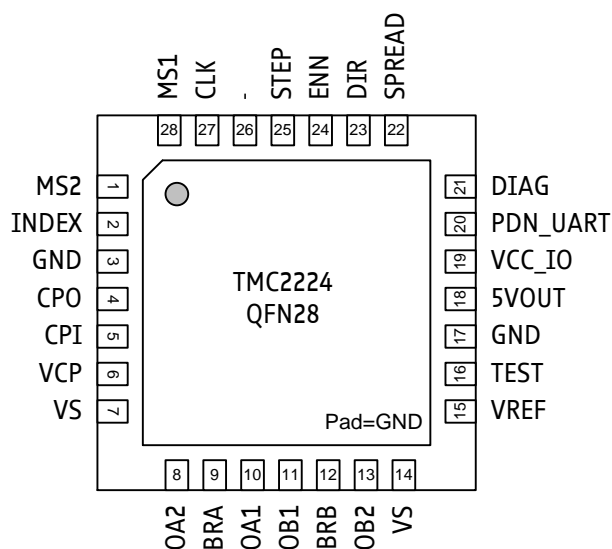 MS1 CLK - STEP ENN DIR SPREAD
28 27 26 25 24 23 22
MS2 1
INDEX 2
GND 3
CPO 4
CPI 5
VCP 6
VS 7
TMC2224
QFN28
Pad=GND
21 DIAG
20 PDN_UART
19 VCC_IO
18 5VOUT
17 GND
16 TEST
15 VREF
8 9 10 11 12 13 14
OA2 BRA OA1 OB1 BRB OB2 VS